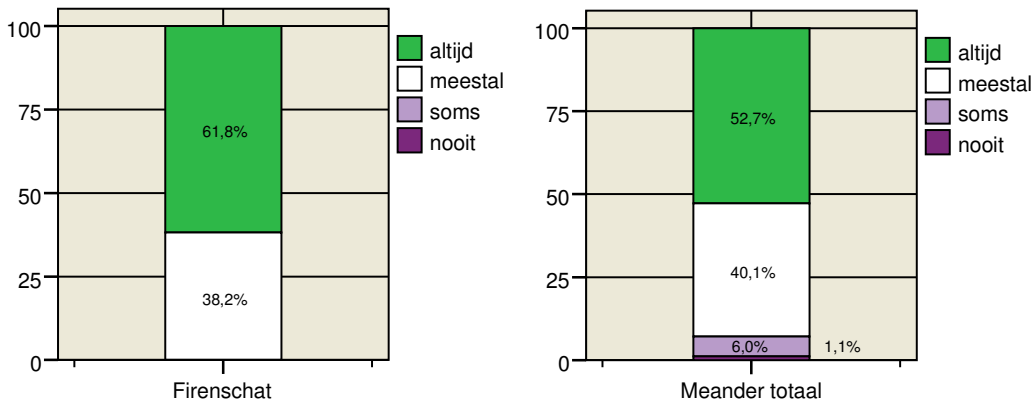 100
75
50
25
0
61,8%
38,2%
Firenschat
altijd
meestal
soms
nooit
100
75
50
25
0
52,7%
40,1%
6,0%
1,1%
Meander totaal
altijd
meestal
soms
nooit